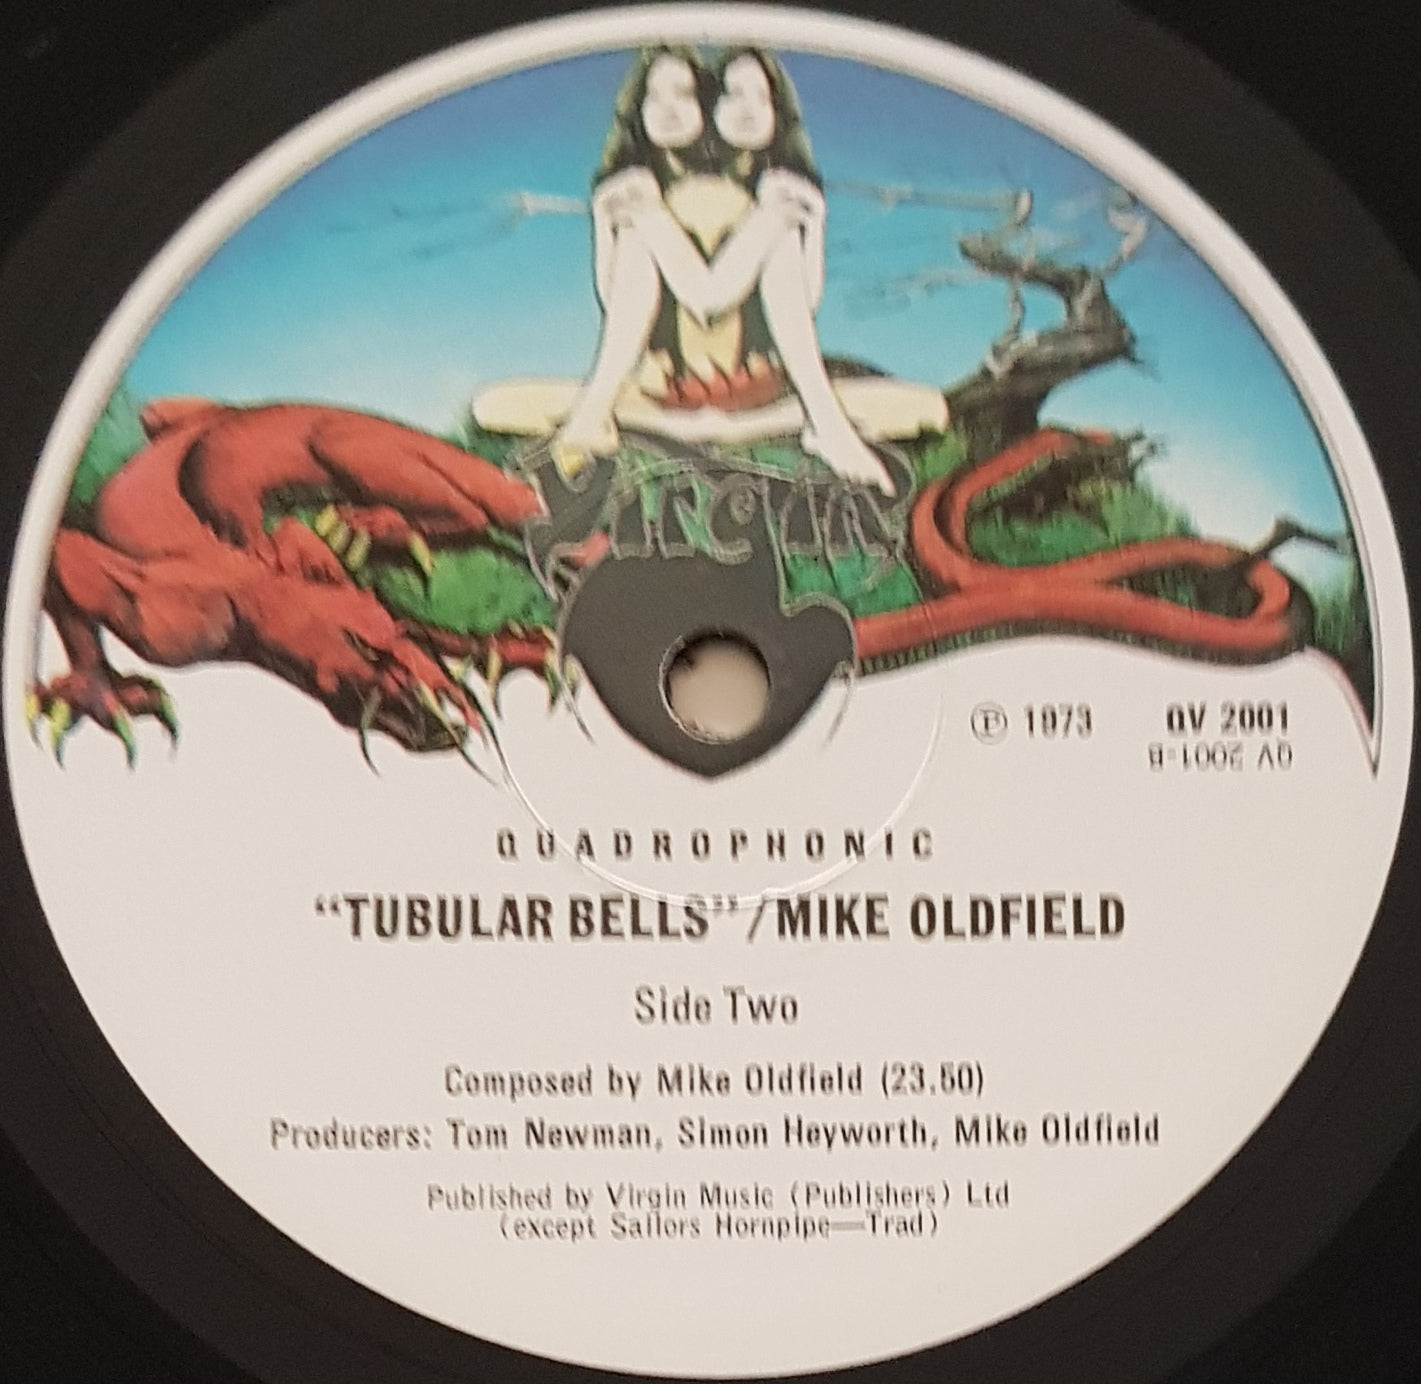 Virgin
Ⓟ 1973 QV 2001
QV 2001-B
QUADROPHONIC
“TUBULAR BELLS”/MIKE OLDFIELD
Side Two
Composed by Mike Oldfield (23.50)
Producers: Tom Newman, Simon Heyworth, Mike Oldfield
Published by Virgin Music (Publishers) Ltd
(except Sailors Hornpipe—Trad)